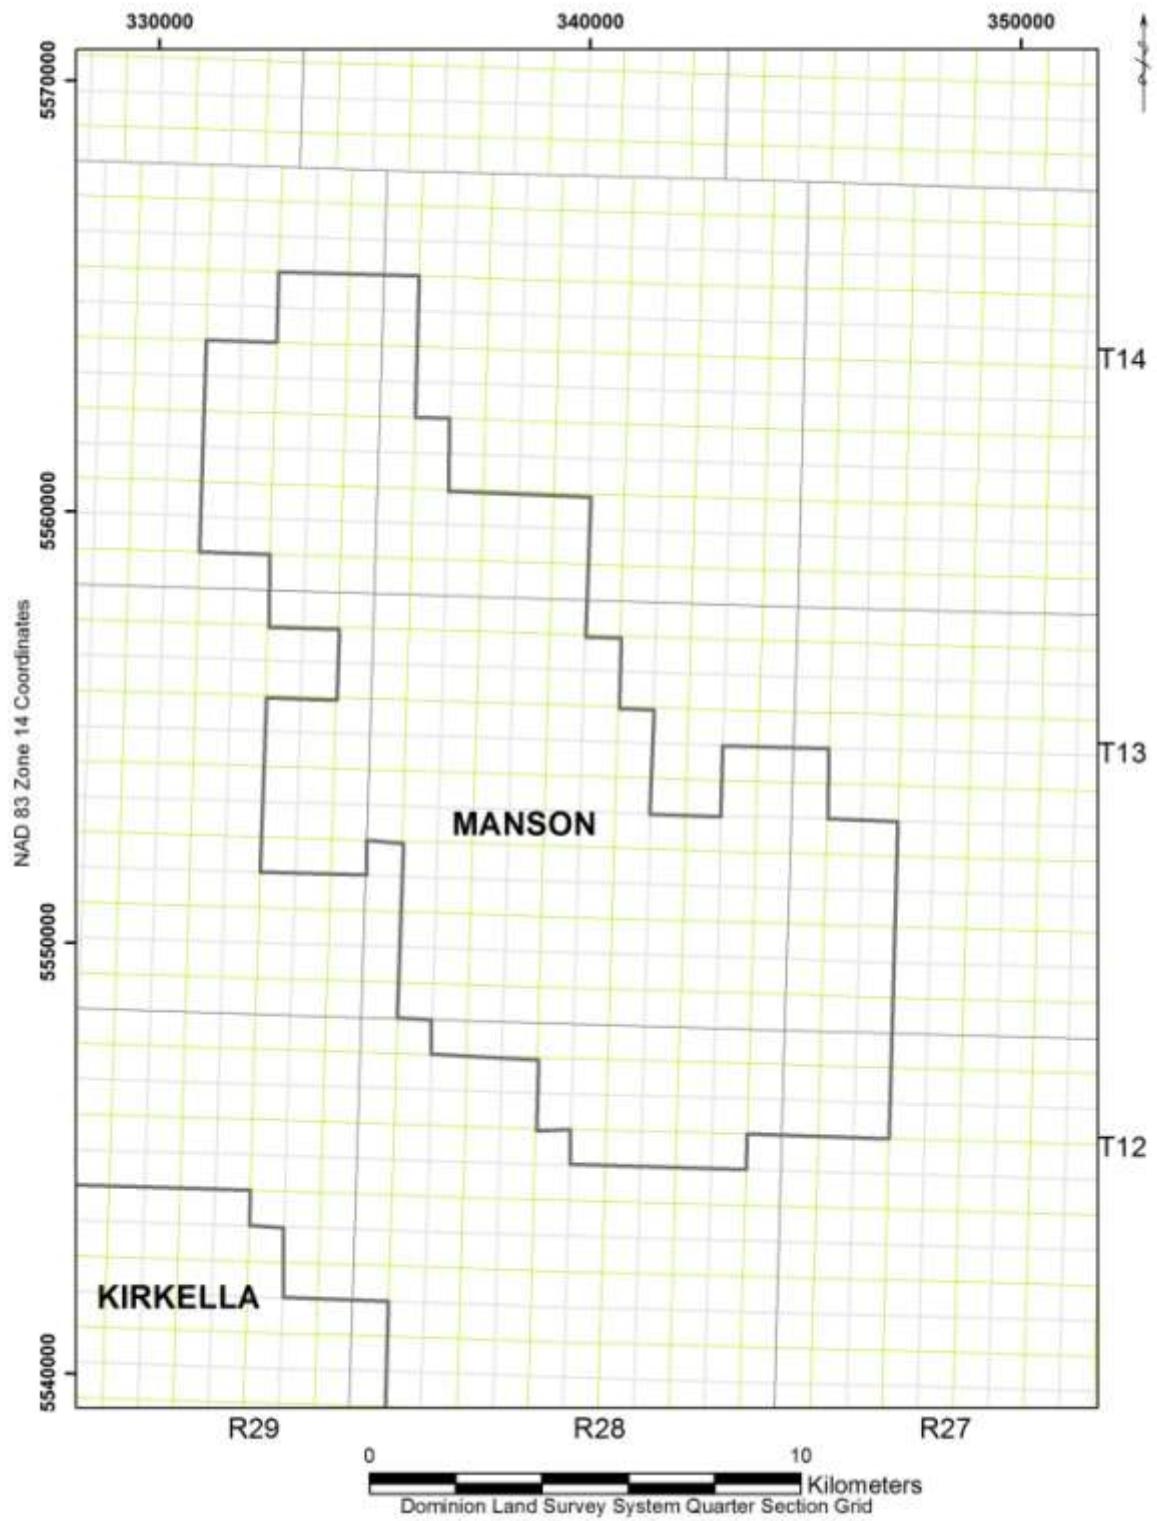 330000
340000
350000
5570000
T14
5560000
NAD 83 Zone 14 Coordinates
T13
MANSON
5550000
T12
KIRKELLA
5540000
R29
R28
R27
0
10
Kilometers
Dominion Land Survey System Quarter Section Grid